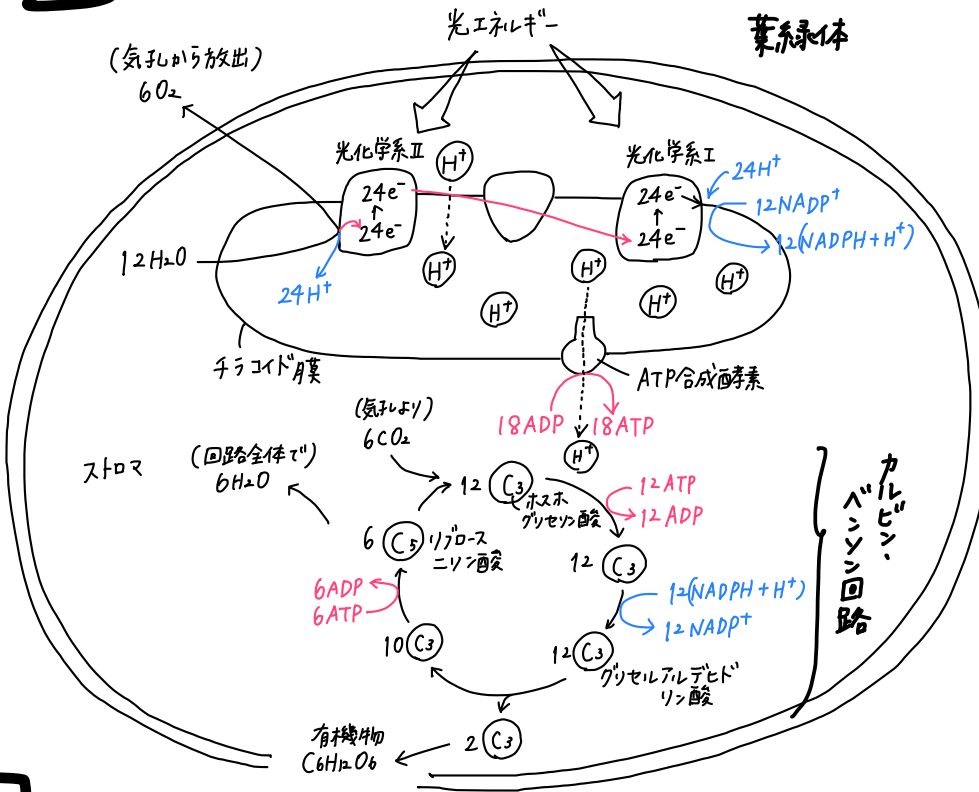 光エネルギー
葉緑体
(気孔から放出)
6O₂
光化学系Ⅱ
H⁺
光化学系Ⅰ
24e⁻
24e⁻
24e⁻
24e⁻
24H⁺
12NADP⁺
12(NADPH+H⁺)
12H₂O
24H⁺
H⁺
H⁺
H⁺
H⁺
H⁺
チラコイド膜
ATP合成酵素
18ADP
18ATP
H⁺
ストロマ
(気孔より)
6CO₂
(回路全体で)
6H₂O
カルビン・
ベンソン回路
12 C₃
ホスホ
グリセリン酸
12ATP
12ADP
6 C₅
リブロース
ニリン酸
12 C₃
6ADP
6ATP
12(NADPH+H⁺)
12NADP⁺
10 C₃
12 C₃
グリセルアルデヒド
リン酸
2 C₃
有機物
C₆H₁₂O₆